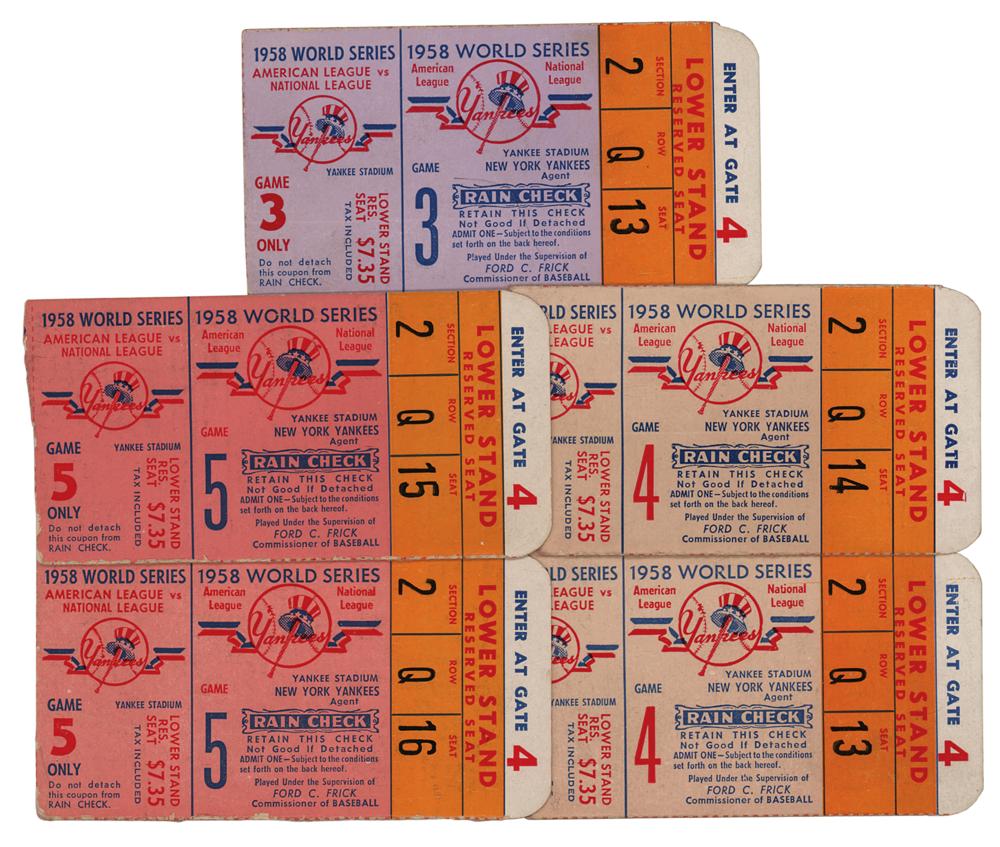 1958 WORLD SERIES
AMERICAN LEAGUE vs
NATIONAL LEAGUE
Yankees
YANKEE STADIUM
GAME
3
ONLY
Do not detach
this coupon from
RAIN CHECK.
LOWER STAND
RES.
SEAT $7.35
TAX INCLUDED
1958 WORLD SERIES
American League
National League
Yankees
YANKEE STADIUM
NEW YORK YANKEES
Agent
GAME
3
RAIN CHECK
RETAIN THIS CHECK
Not Good If Detached
ADMIT ONE—Subject to the conditions
set forth on the back hereof.
Played Under the Supervision of
FORD C. FRICK
Commissioner of BASEBALL
2 SECTION
Q ROW
13 SEAT
LOWER STAND
RESERVED SEAT
ENTER AT GATE 4
1958 WORLD SERIES
AMERICAN LEAGUE vs
NATIONAL LEAGUE
Yankees
YANKEE STADIUM
GAME
5
ONLY
Do not detach
this coupon from
RAIN CHECK.
LOWER STAND
RES.
SEAT $7.35
TAX INCLUDED
1958 WORLD SERIES
American League
National League
Yankees
YANKEE STADIUM
NEW YORK YANKEES
Agent
GAME
5
RAIN CHECK
RETAIN THIS CHECK
Not Good If Detached
ADMIT ONE—Subject to the conditions
set forth on the back hereof.
Played Under the Supervision of
FORD C. FRICK
Commissioner of BASEBALL
2 SECTION
Q ROW
15 SEAT
LOWER STAND
RESERVED SEAT
ENTER AT GATE 4
LD SERIES
EAGUE vs
EAGUE
kees
YANKEE STADIUM
LOWER STAND
RES.
SEAT $7.35
TAX INCLUDED
1958 WORLD SERIES
American League
National League
Yankees
YANKEE STADIUM
NEW YORK YANKEES
Agent
GAME
4
RAIN CHECK
RETAIN THIS CHECK
Not Good If Detached
ADMIT ONE—Subject to the conditions
set forth on the back hereof.
Played Under the Supervision of
FORD C. FRICK
Commissioner of BASEBALL
2 SECTION
Q ROW
14 SEAT
LOWER STAND
RESERVED SEAT
ENTER AT GATE 4
1958 WORLD SERIES
AMERICAN LEAGUE vs
NATIONAL LEAGUE
Yankees
YANKEE STADIUM
GAME
5
ONLY
Do not detach
this coupon from
RAIN CHECK.
LOWER STAND
RES.
SEAT $7.35
TAX INCLUDED
1958 WORLD SERIES
American League
National League
Yankees
YANKEE STADIUM
NEW YORK YANKEES
Agent
GAME
5
RAIN CHECK
RETAIN THIS CHECK
Not Good If Detached
ADMIT ONE—Subject to the conditions
set forth on the back hereof.
Played Under the Supervision of
FORD C. FRICK
Commissioner of BASEBALL
2 SECTION
Q ROW
16 SEAT
LOWER STAND
RESERVED SEAT
ENTER AT GATE 4
LD SERIES
EAGUE vs
EAGUE
kees
YANKEE STADIUM
LOWER STAND
RES.
SEAT $7.35
TAX INCLUDED
1958 WORLD SERIES
American League
National League
Yankees
YANKEE STADIUM
NEW YORK YANKEES
Agent
GAME
4
RAIN CHECK
RETAIN THIS CHECK
Not Good If Detached
ADMIT ONE—Subject to the conditions
set forth on the back hereof.
Played Under the Supervision of
FORD C. FRICK
Commissioner of BASEBALL
2 SECTION
Q ROW
13 SEAT
LOWER STAND
RESERVED SEAT
ENTER AT GATE 4